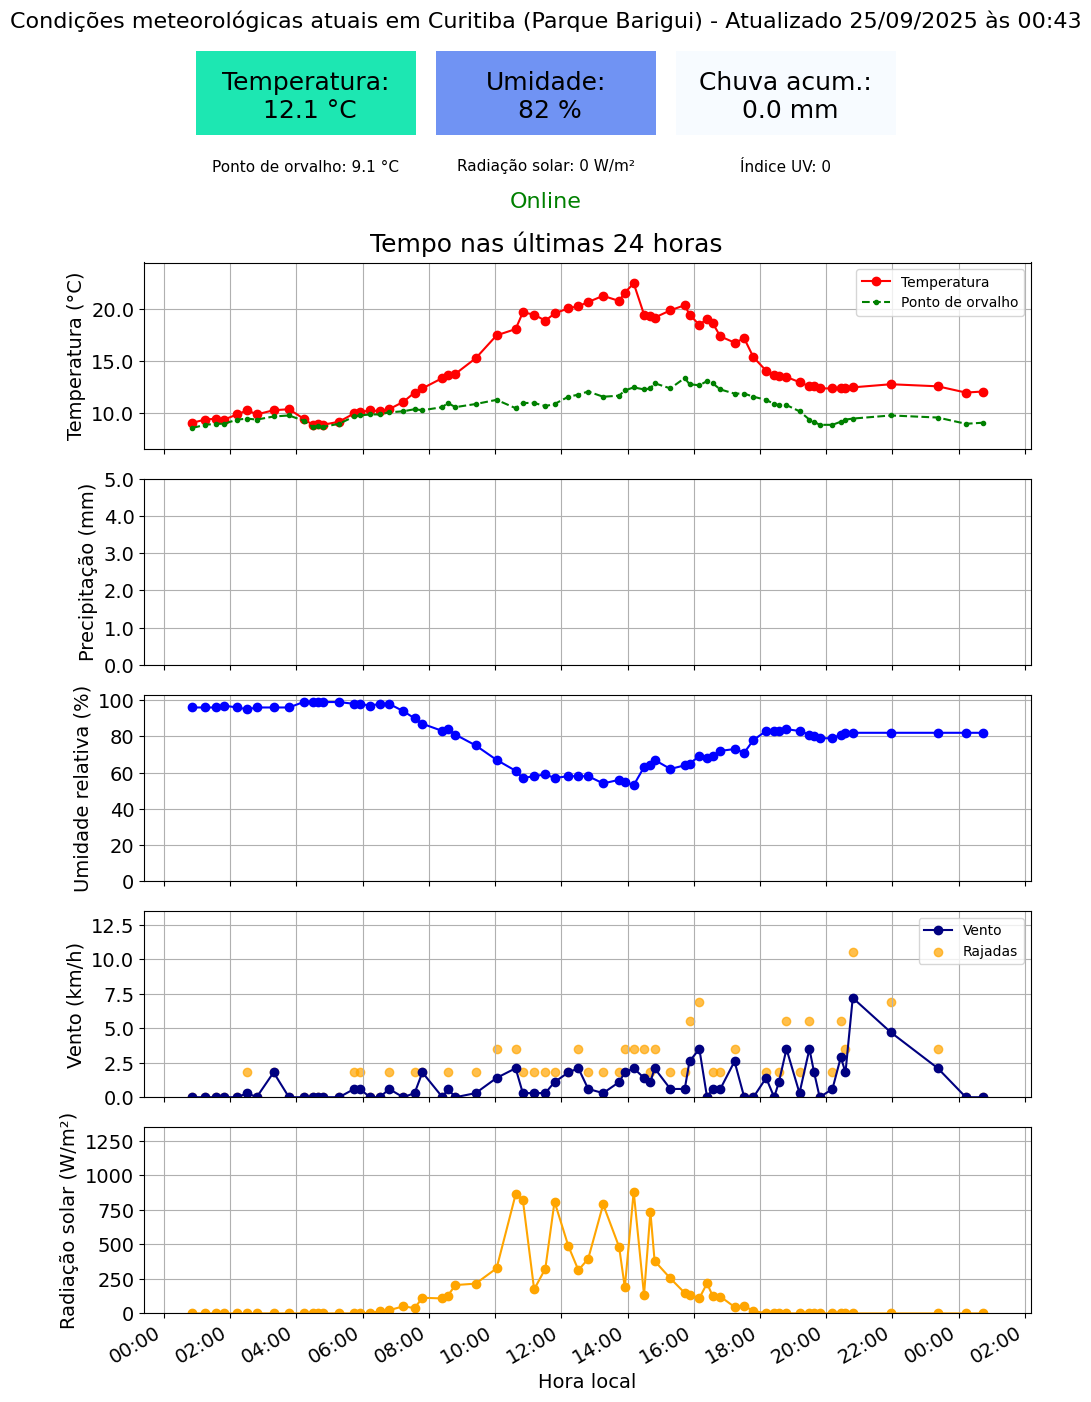 Condições meteorológicas atuais em Curitiba (Parque Barigui) - Atualizado 25/09/2025 às 00:43
Temperatura:
12.1 °C
Umidade:
82 %
Chuva acum.:
0.0 mm
Ponto de orvalho: 9.1 °C
Radiação solar: 0 W/m²
Índice UV: 0
Online
Tempo nas últimas 24 horas
Temperatura (°C)
20.0
15.0
10.0
Temperatura
Ponto de orvalho
Precipitação (mm)
5.0
4.0
3.0
2.0
1.0
0.0
Umidade relativa (%)
100
80
60
40
20
0
Vento (km/h)
12.5
10.0
7.5
5.0
2.5
0.0
Vento
Rajadas
Radiação solar (W/m²)
1250
1000
750
500
250
0
00:00
02:00
04:00
06:00
08:00
10:00
12:00
14:00
16:00
18:00
20:00
22:00
00:00
02:00
Hora local